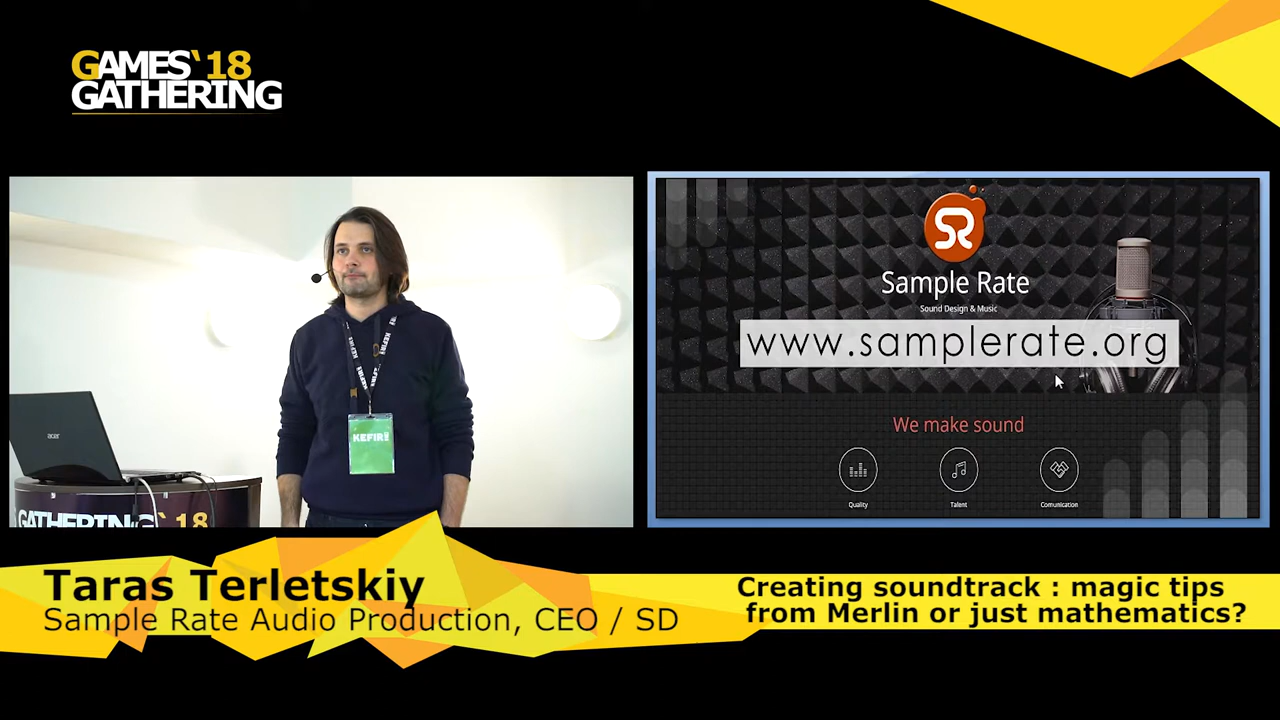 GAMES'18
GATHERING
acer
GATHERING'18
KEFIR!
KEFIR!
SR
Sample Rate
Sound Design & Music
www.samplerate.org
We make sound
Quality
Talent
Comunication
Taras Terletskiy
Sample Rate Audio Production, CEO / SD
Creating soundtrack : magic tips
from Merlin or just mathematics?